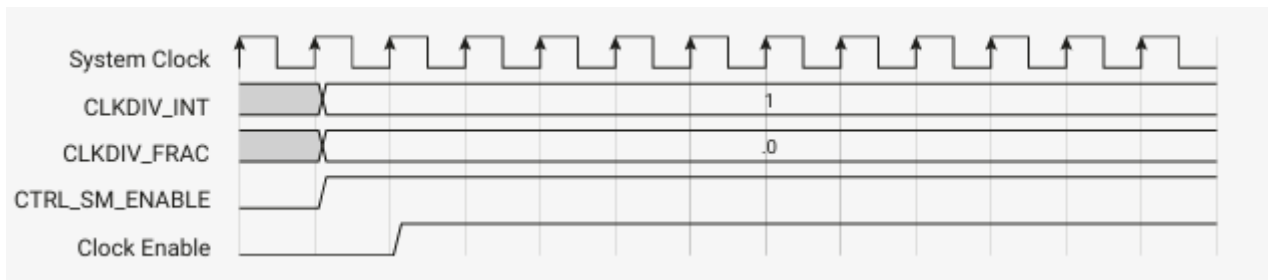 System Clock
CLKDIV_INT
1
CLKDIV_FRAC
.0
CTRL_SM_ENABLE
Clock Enable